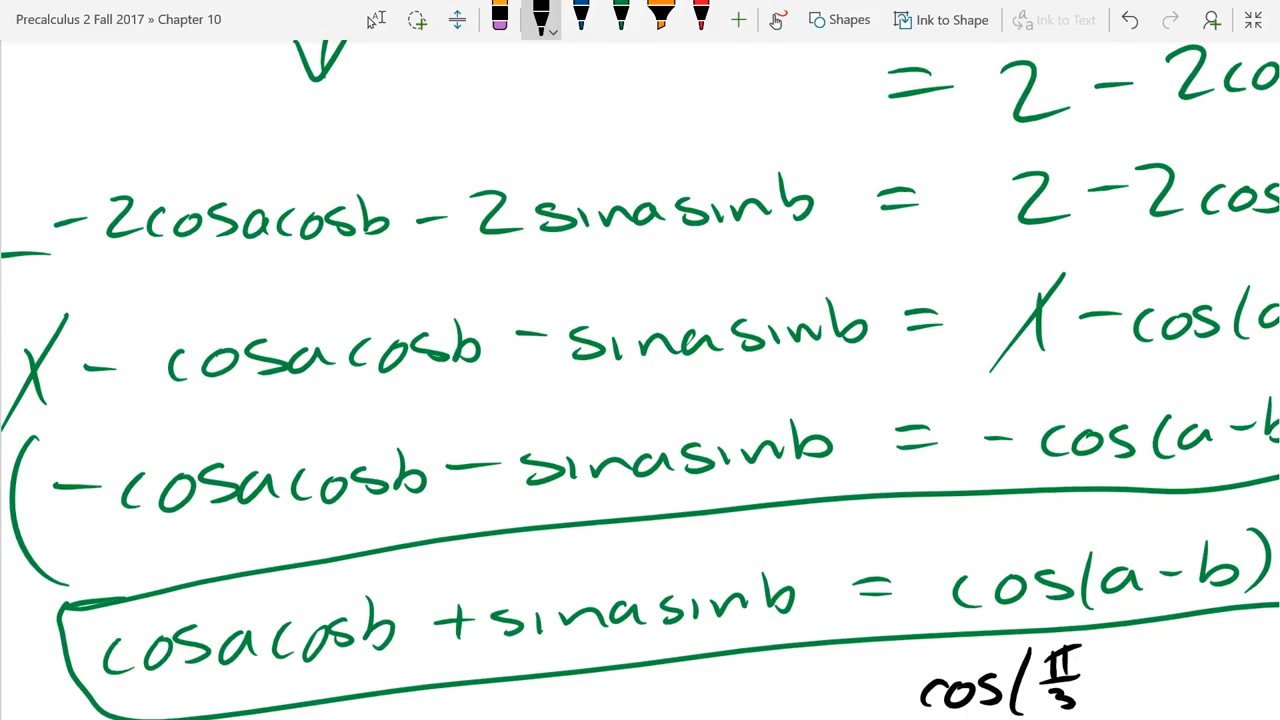 Precalculus 2 Fall 2017 » Chapter 10
Shapes
Ink to Shape
Ink to Text
= 2 - 2co
- 2cosacosb - 2sinasinb = 2 - 2cos
1 - cosacosb - sinasinb = 1 - cos(a
(- cosacosb - sinasinb = - cos(a-b
cosacosb + sinasinb = cos(a-b)
cos(π/3